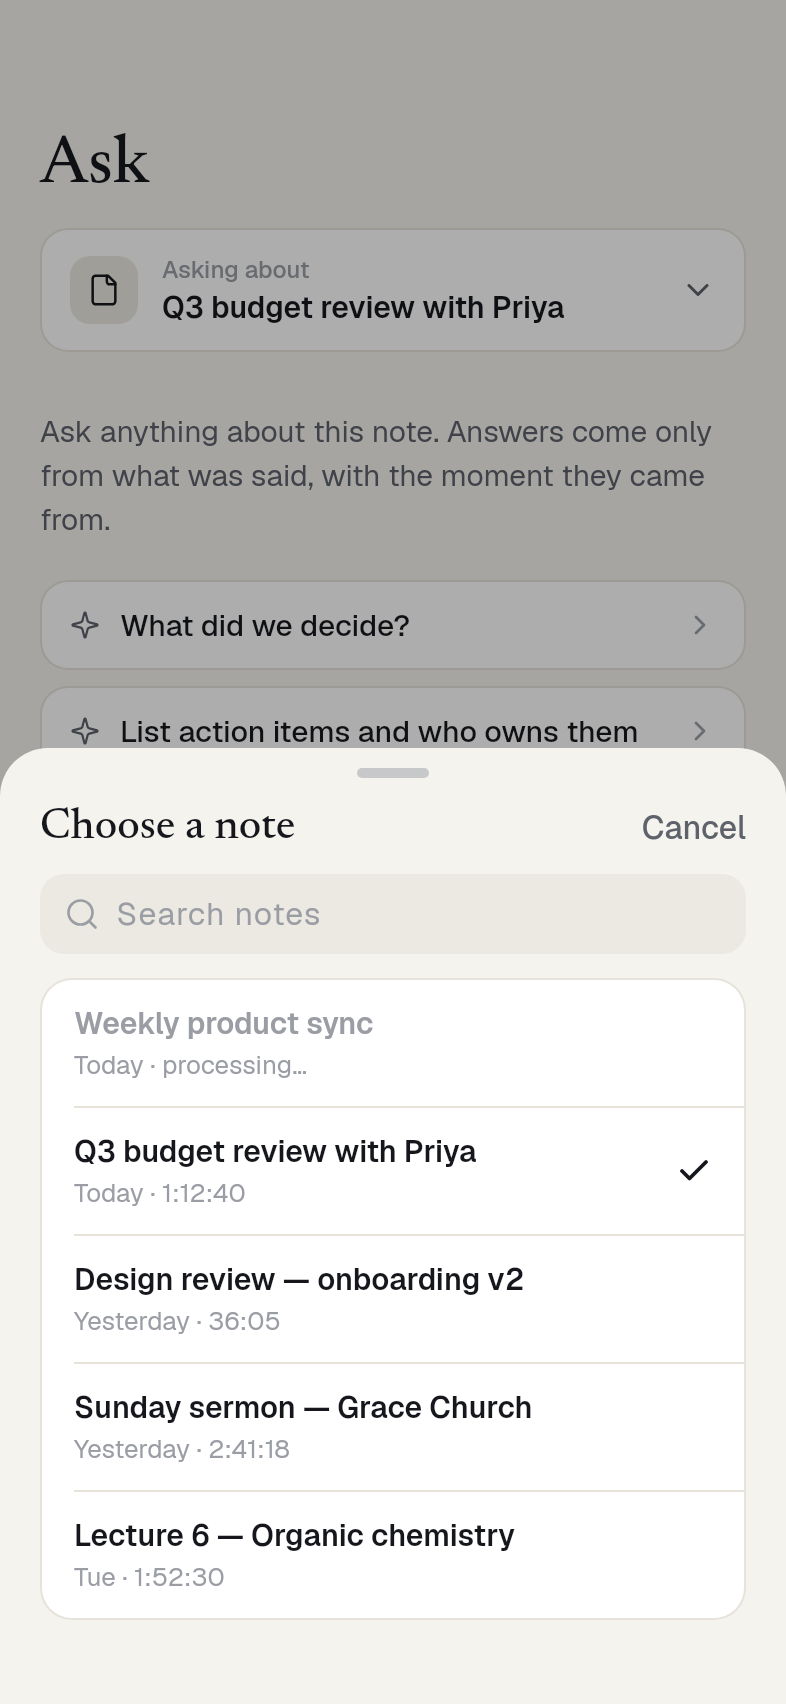 Ask
Asking about
Q3 budget review with Priya
Ask anything about this note. Answers come only
from what was said, with the moment they came
from.
What did we decide?
List action items and who owns them
Choose a note
Cancel
Search notes
Weekly product sync
Today · processing…
Q3 budget review with Priya
Today · 1:12:40
Design review — onboarding v2
Yesterday · 36:05
Sunday sermon — Grace Church
Yesterday · 2:41:18
Lecture 6 — Organic chemistry
Tue · 1:52:30